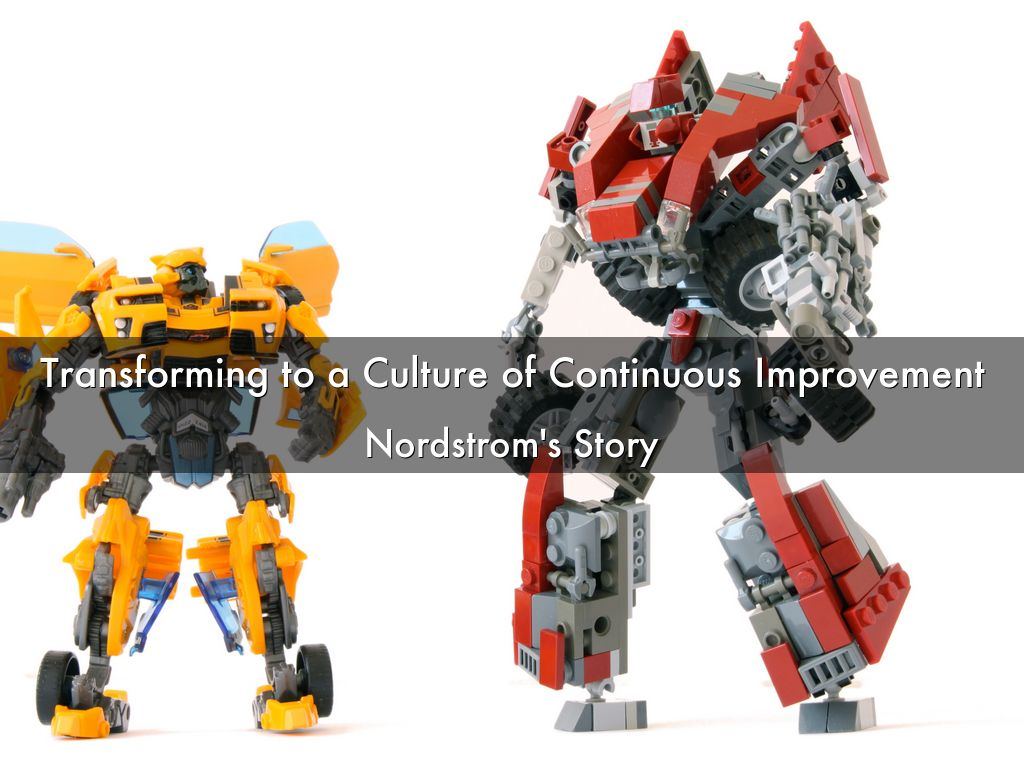 Transforming to a Culture of Continuous Improvement
Nordstrom's Story